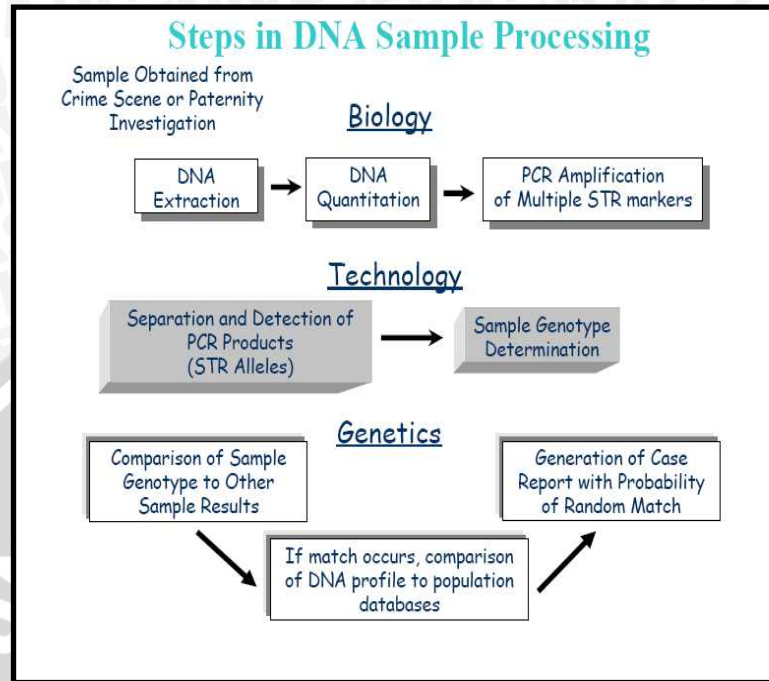 Steps in DNA Sample Processing
Sample Obtained from
Crime Scene or Paternity
Investigation
Biology
DNA
Extraction
DNA
Quantitation
PCR Amplification
of Multiple STR markers
Technology
Separation and Detection of
PCR Products
(STR Alleles)
Sample Genotype
Determination
Genetics
Comparison of Sample
Genotype to Other
Sample Results
If match occurs, comparison
of DNA profile to population
databases
Generation of Case
Report with Probability
of Random Match